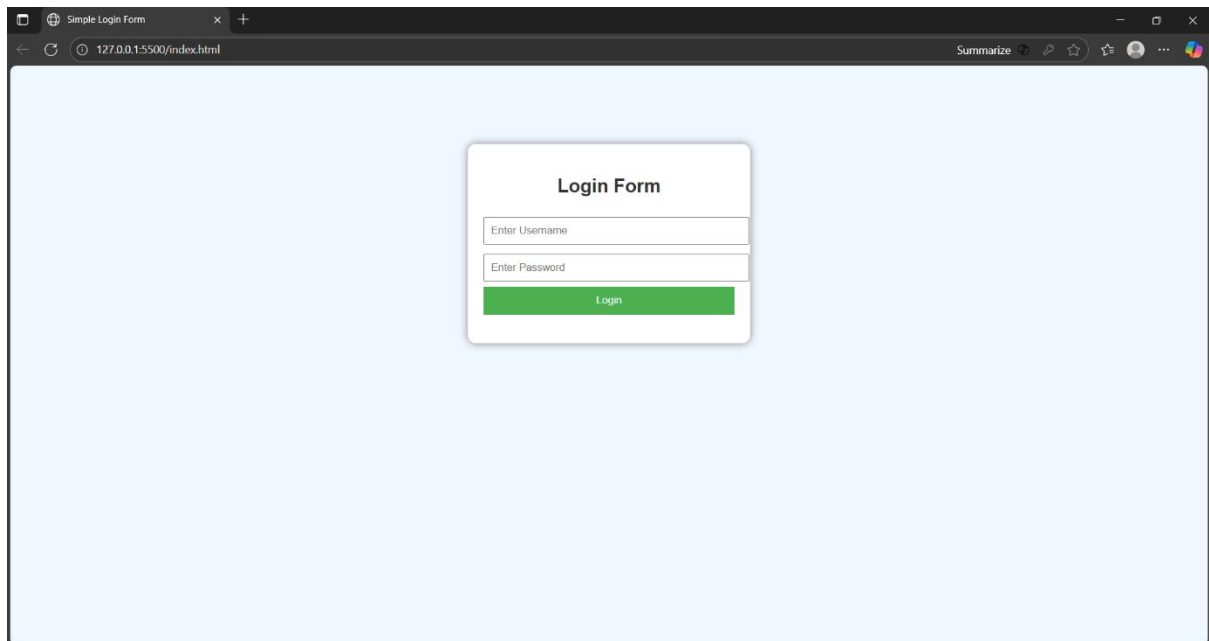 Simple Login Form
127.0.0.1:5500/index.html
Summarize
Login Form
Enter Username
Enter Password
Login